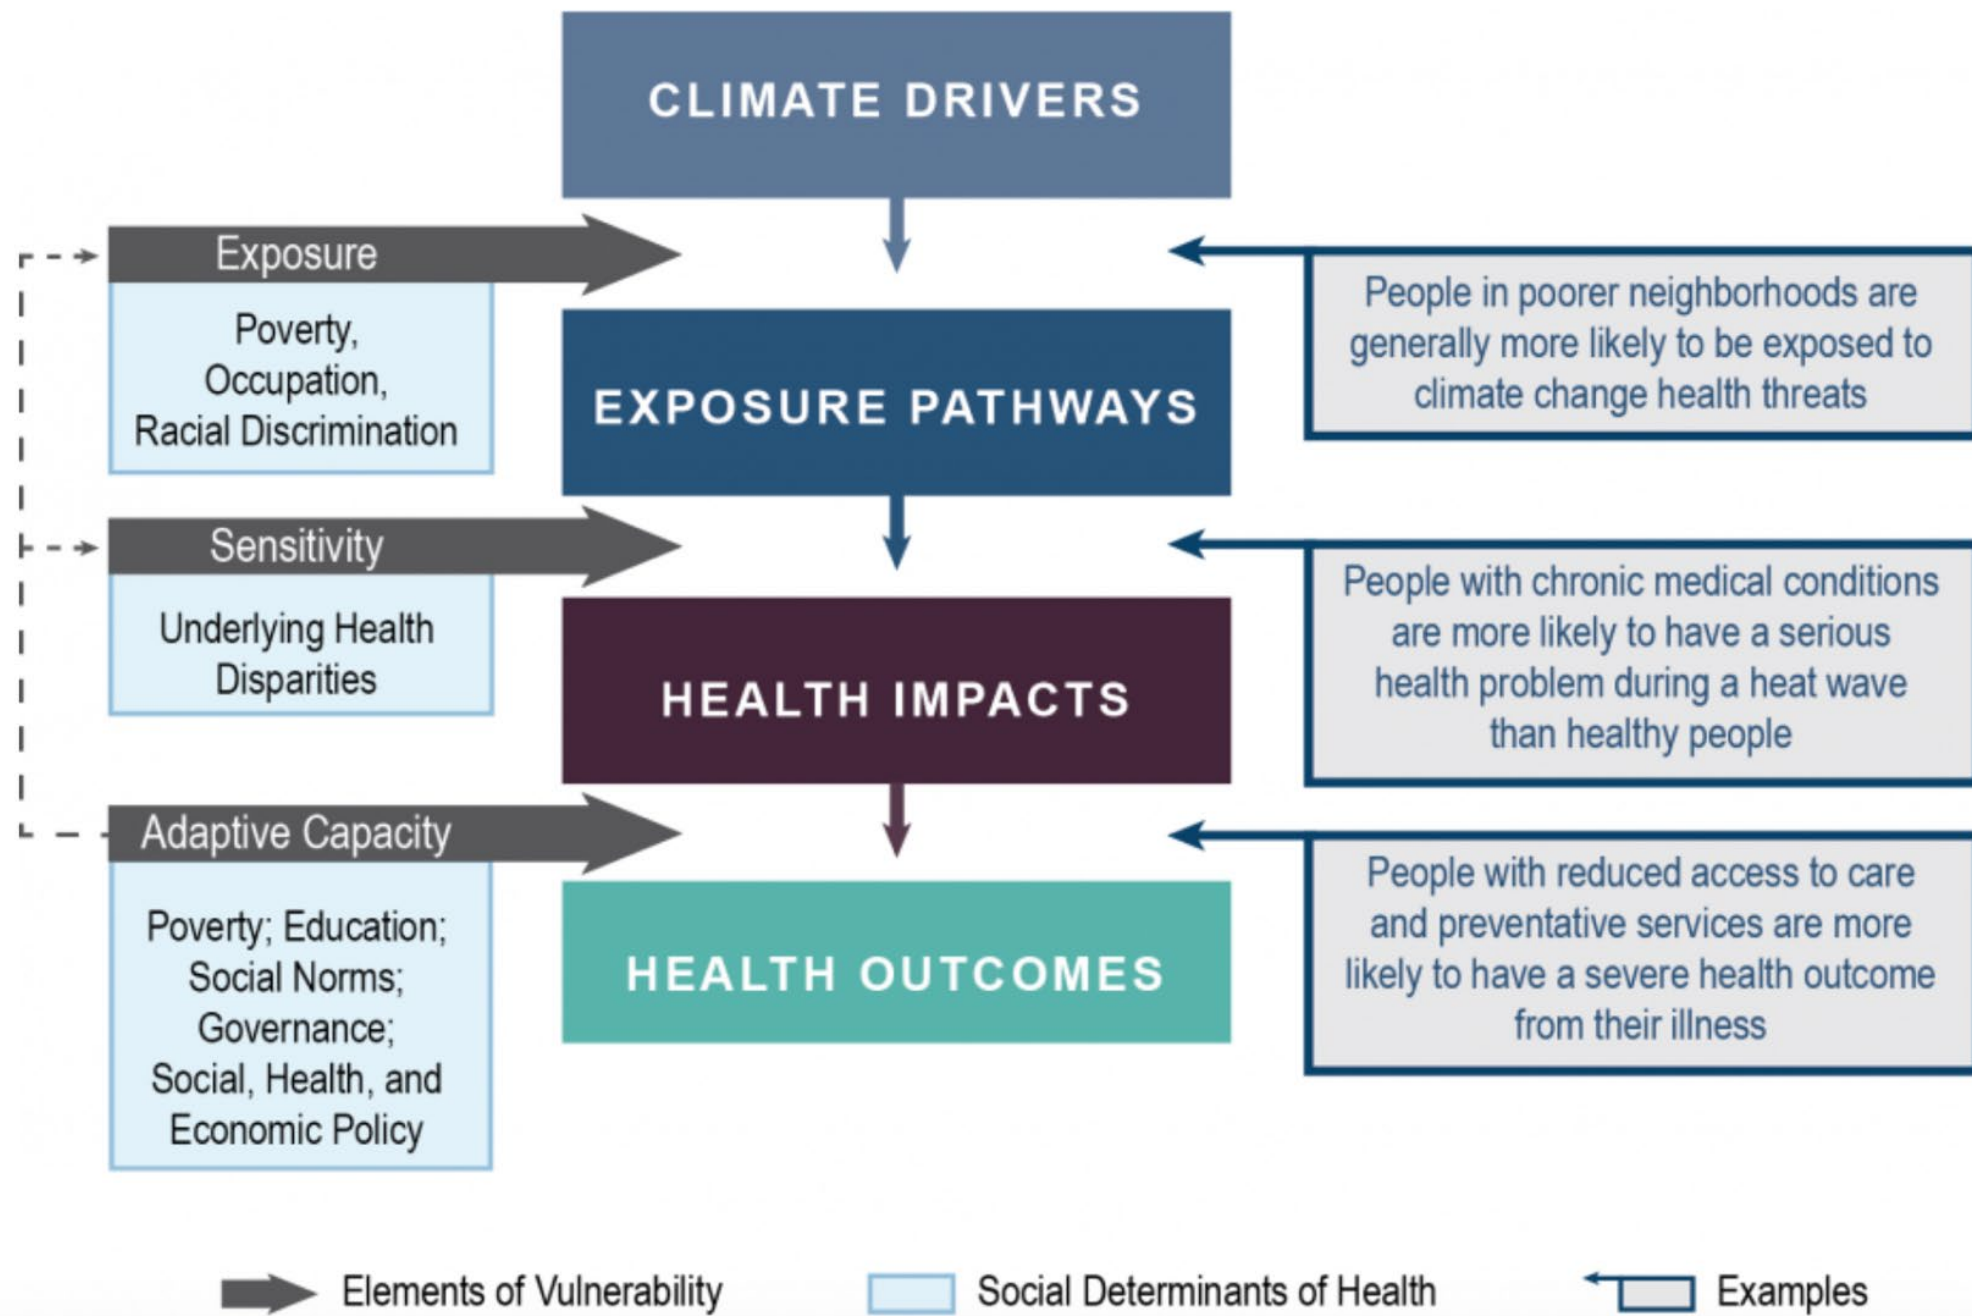 CLIMATE DRIVERS
Exposure
Poverty,
Occupation,
Racial Discrimination
People in poorer neighborhoods are
generally more likely to be exposed to
climate change health threats
EXPOSURE PATHWAYS
Sensitivity
Underlying Health
Disparities
People with chronic medical conditions
are more likely to have a serious
health problem during a heat wave
than healthy people
HEALTH IMPACTS
Adaptive Capacity
Poverty; Education;
Social Norms;
Governance;
Social, Health, and
Economic Policy
People with reduced access to care
and preventative services are more
likely to have a severe health outcome
from their illness
HEALTH OUTCOMES
Elements of Vulnerability
Social Determinants of Health
Examples